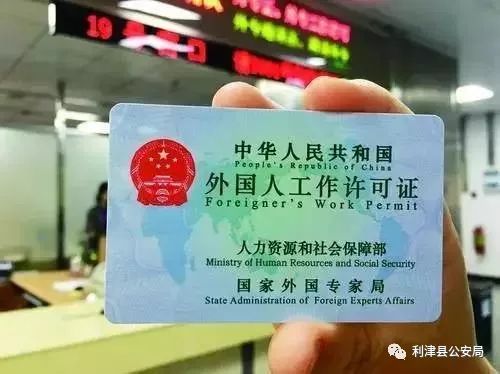 19
中华人民共和国
People's Republic of China
外国人工作许可证
Foreigner's Work Permit
人力资源和社会保障部
Ministry of Human Resources and Social Security
国家外国专家局
State Administration of Foreign Experts Affairs
利津县公安局